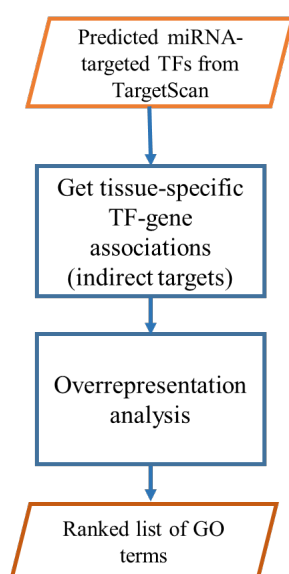 Predicted miRNA-
targeted TFs from
TargetScan
Get tissue-specific
TF-gene
associations
(indirect targets)
Overrepresentation
analysis
Ranked list of GO
terms